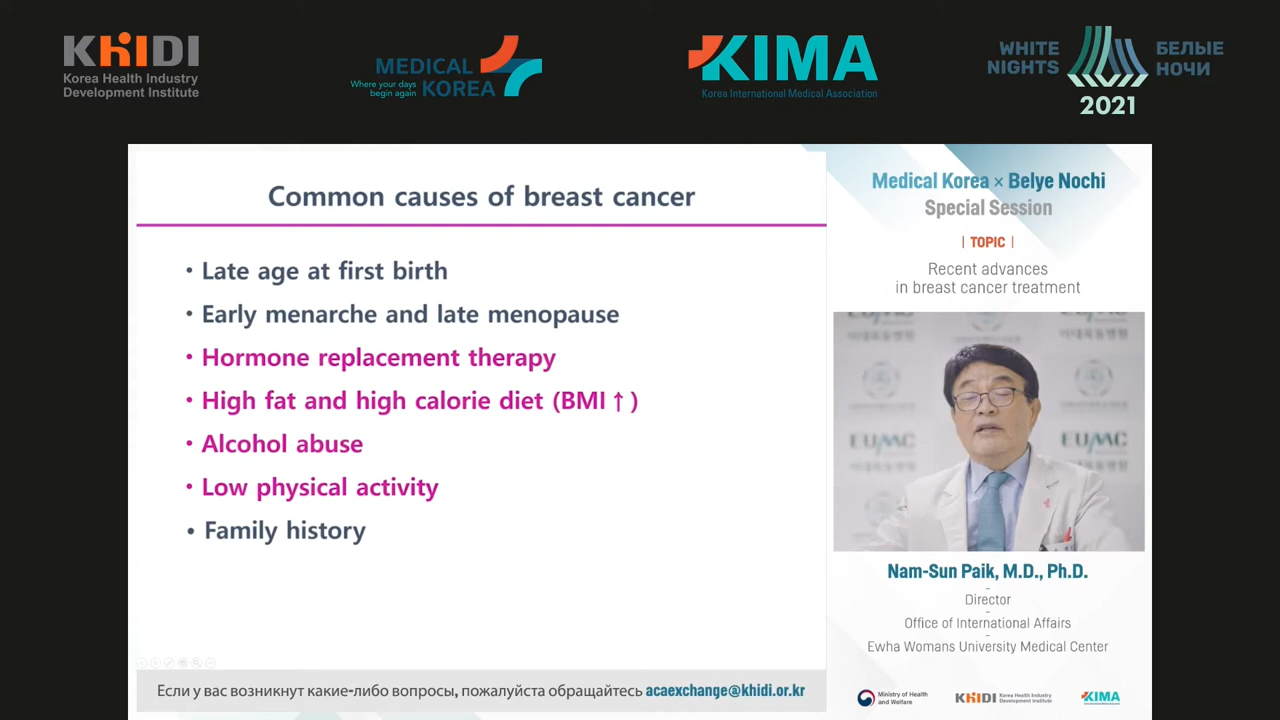 KHIDI
Korea Health Industry
Development Institute
MEDICAL
Where your days
begin again
KOREA
KIMA
Korea International Medical Association
WHITE
NIGHTS
БЕЛЫЕ
НОЧИ
2021
Common causes of breast cancer
• Late age at first birth
• Early menarche and late menopause
• Hormone replacement therapy
• High fat and high calorie diet (BMI↑)
• Alcohol abuse
• Low physical activity
• Family history
Если у вас возникнут какие-либо вопросы, пожалуйста обращайтесь acaexchange@khidi.or.kr
Medical Korea × Belye Nochi
Special Session
| TOPIC |
Recent advances
in breast cancer treatment
EUMC
EUMC
Nam-Sun Paik, M.D., Ph.D.
Director
Office of International Affairs
Ewha Womans University Medical Center
Ministry of Health
and Welfare
KHIDI
Korea Health Industry
Development Institute
KIMA